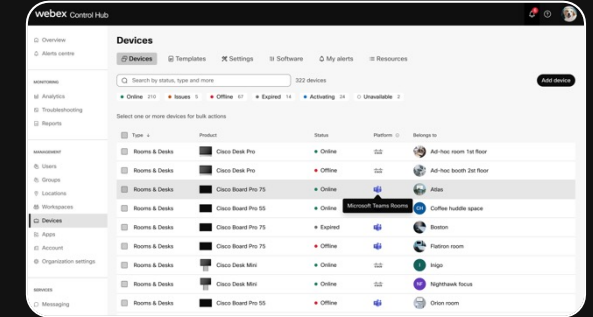 webex Control Hub
Overview
Alerts centre
MONITORING
Analytics
Troubleshooting
Reports
MANAGEMENT
Users
Groups
Locations
Workspaces
Devices
Apps
Account
Organization settings
SERVICES
Messaging
Devices
Devices Templates Settings Software My alerts Resources
Search by status, type and more 322 devices Add device
Online 210 Issues 5 Offline 67 Expired 14 Activating 24 Unavailable 2
Select one or more devices for bulk actions
Type Product Status Platform Belongs to
Rooms & Desks Cisco Desk Pro Online Ad-hoc room 1st floor
Rooms & Desks Cisco Desk Pro Offline Ad-hoc booth 2st floor
Rooms & Desks Cisco Board Pro 75 Online Atlas
Microsoft Teams Rooms
Rooms & Desks Cisco Board Pro 55 Online CH Coffee huddle space
Rooms & Desks Cisco Board Pro 75 Expired Boston
Rooms & Desks Cisco Board Pro 75 Offline Flatiron room
Rooms & Desks Cisco Desk Mini Online I Inigo
Rooms & Desks Cisco Desk Mini Online NF Nighthawk focus
Rooms & Desks Cisco Board Pro 55 Offline Orion room